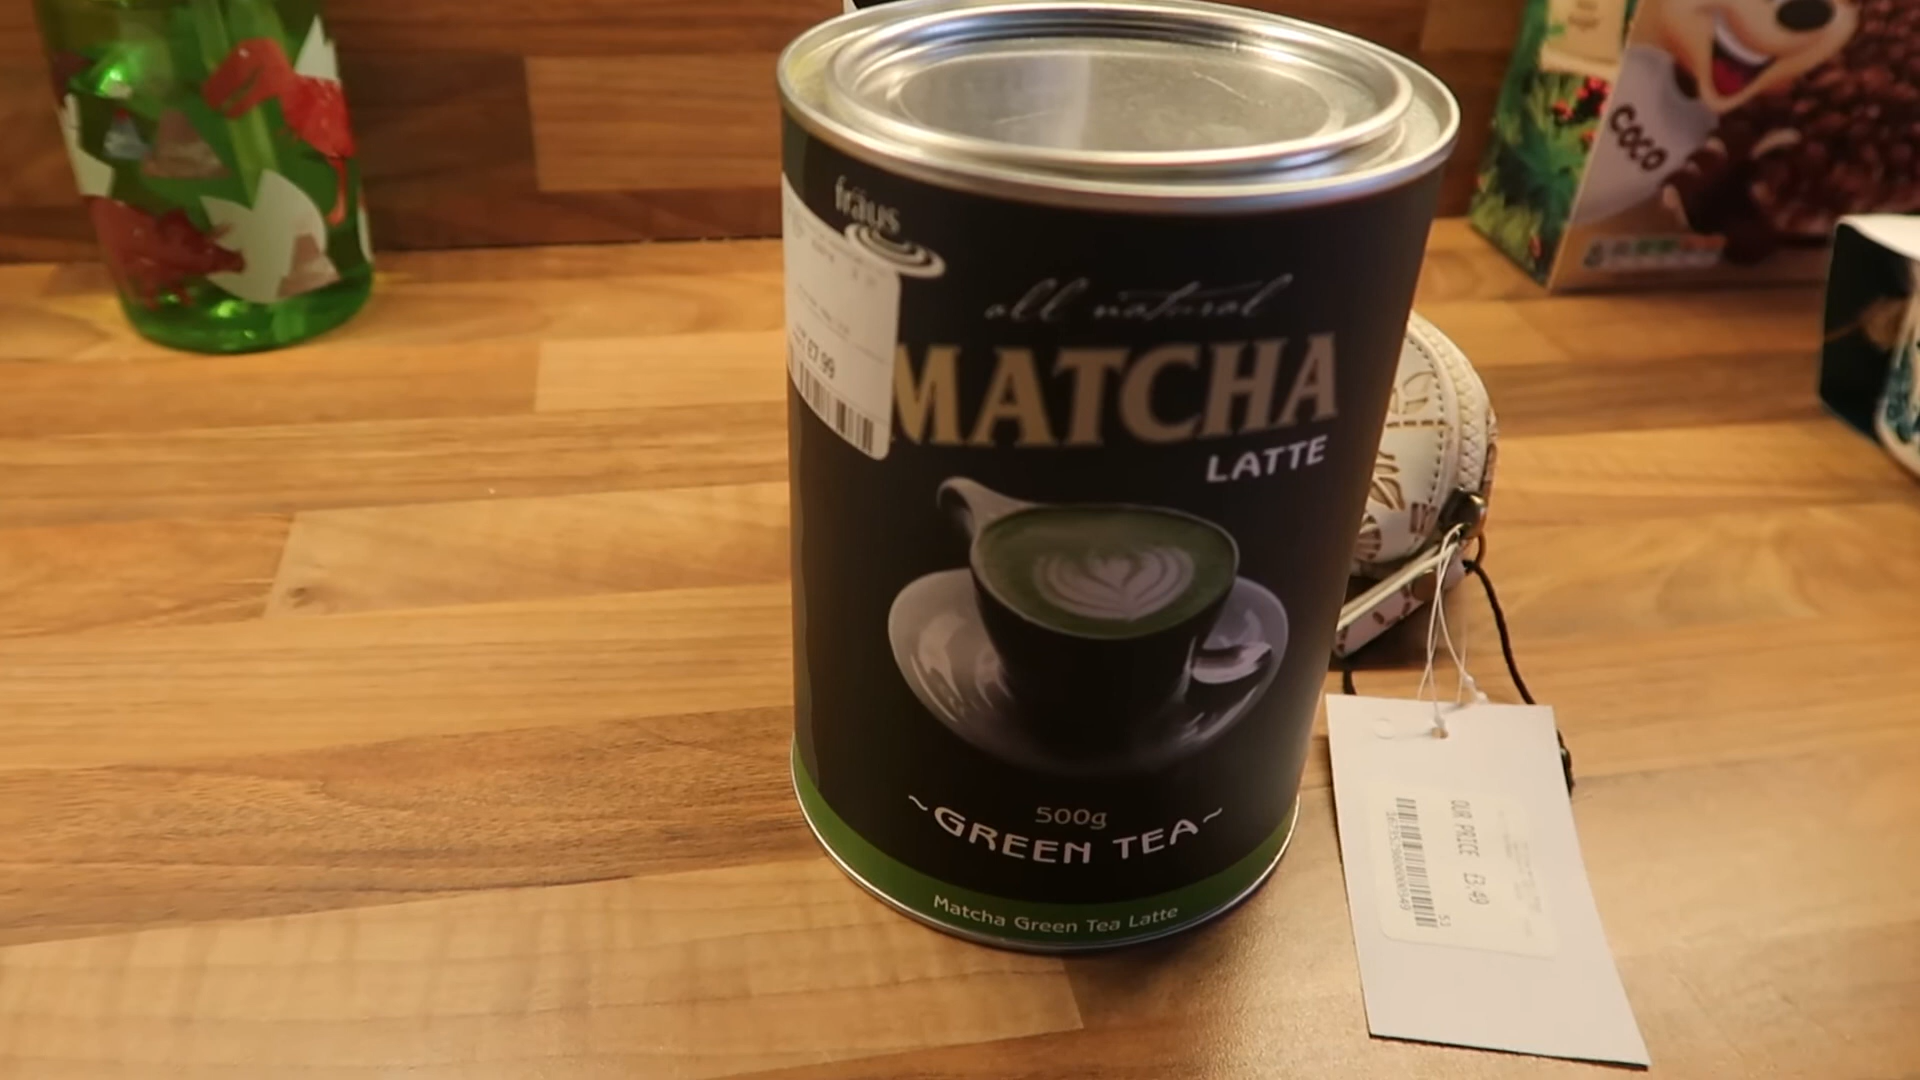 fräus
all natural
MATCHA
LATTE
£7.99
500g
~GREEN TEA~
Matcha Green Tea Latte
COCO
OUR PRICE £3.49
53